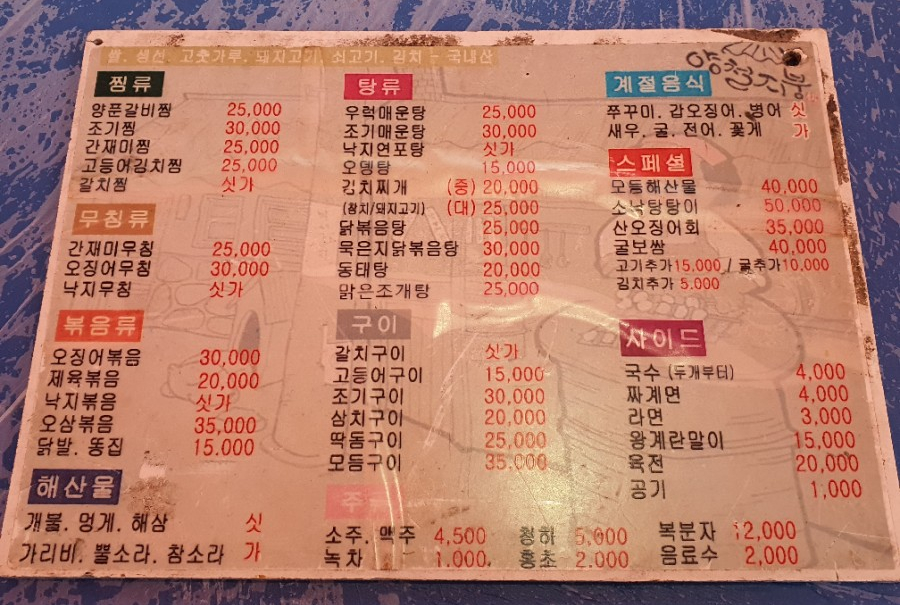 쌀, 생선, 고춧가루, 돼지고기, 쇠고기, 김치 - 국내산
찜류
양푼갈비찜 25,000
조기찜 30,000
간재미찜 25,000
고등어김치찜 25,000
갈치찜 싯가
무침류
간재미무침 25,000
오징어무침 30,000
낙지무침 싯가
볶음류
오징어볶음 30,000
제육볶음 20,000
낙지볶음 싯가
오삼볶음 35,000
닭발, 똥집 15.000
해산물
개불, 멍게, 해삼 싯
가리비, 뿔소라, 참소라 가
탕류
우럭매운탕 25,000
조기매운탕 30,000
낙지연포탕 싯가
오뎅탕 15,000
김치찌개 (중) 20,000
(참치/돼지고기) (대) 25,000
닭볶음탕 25,000
묵은지닭볶음탕 30,000
동태탕 20,000
맑은조개탕 25,000
구이
갈치구이 싯가
고등어구이 15,000
조기구이 30,000
삼치구이 20,000
딱돔구이 25,000
모듬구이 35,000
주
소주, 맥주 4,500
녹차 1.000
청하 5,000
홍초 2.000
복분자 12,000
음료수 2,000
계절음식
쭈꾸미, 갑오징어, 병어 싯
새우, 굴, 전어, 꽃게 가
스페셜
모듬해산물 40,000
소낙탕탕이 50,000
산오징어회 35,000
굴보쌈 40,000
고기추가15,000 / 굴추가10,000
김치추가 5.000
사이드
국수 (두개부터) 4,000
짜계면 4,000
라면 3,000
왕계란말이 15,000
육전 20,000
공기 1,000